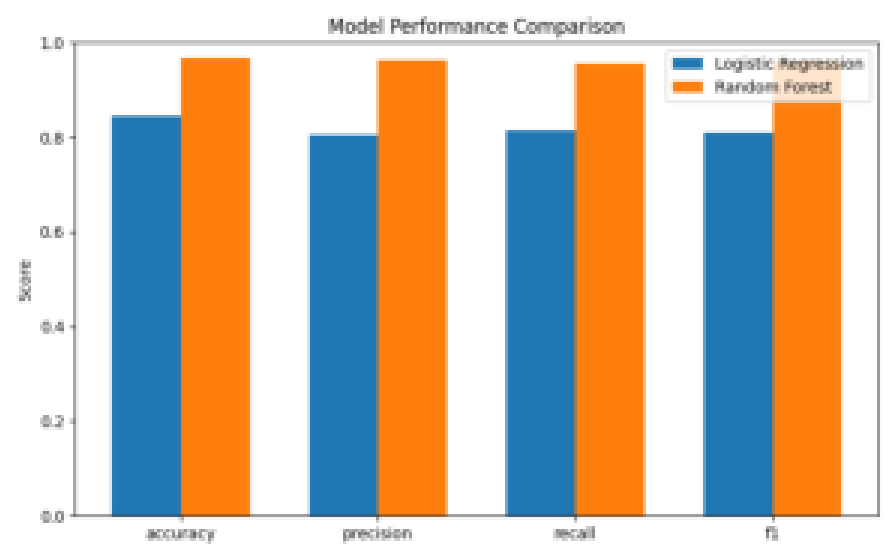 Model Performance Comparison
Logistic Regression
Random Forest
1.0
0.8
0.6
0.4
0.2
0.0
Score
accuracy
precision
recall
f1